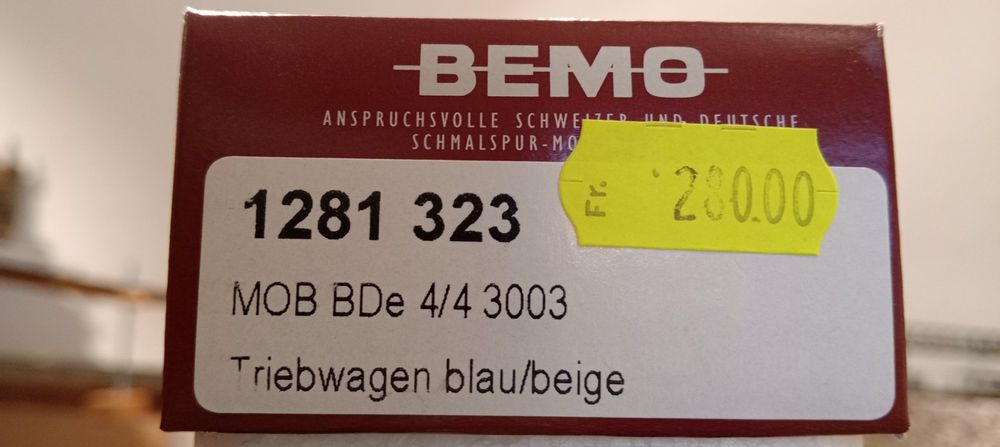 BEMO
ANSPRUCHSVOLLE SCHWEIZER UND DEUTSCHE
SCHMALSPUR-MO
Fr. 280.00
1281 323
MOB BDe 4/4 3003
Triebwagen blau/beige